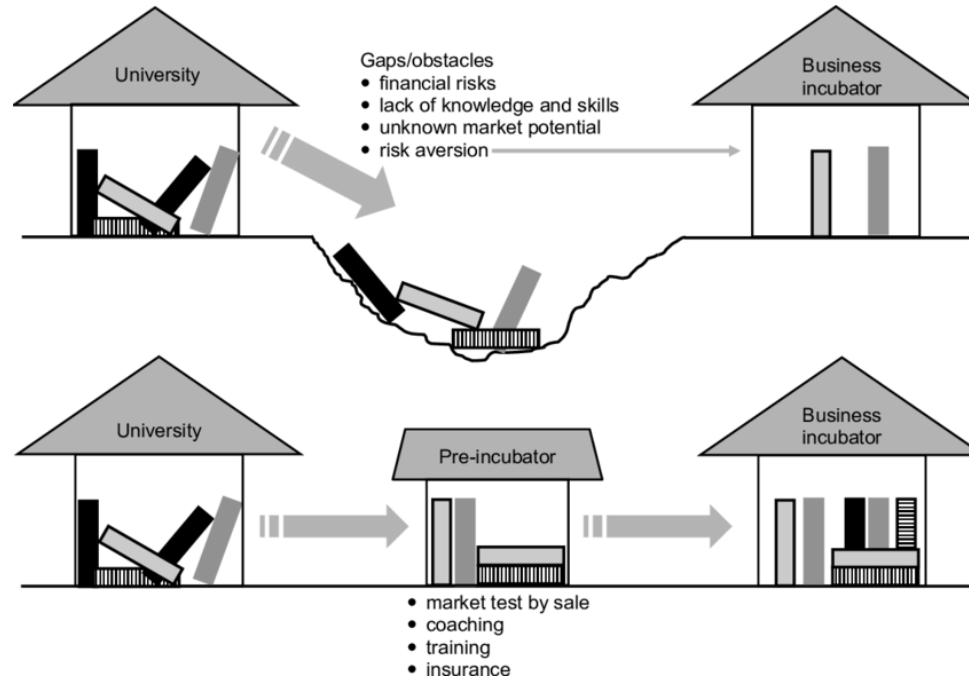 University
Gaps/obstacles
• financial risks
• lack of knowledge and skills
• unknown market potential
• risk aversion
Business
incubator
University
Pre-incubator
Business
incubator
• market test by sale
• coaching
• training
• insurance